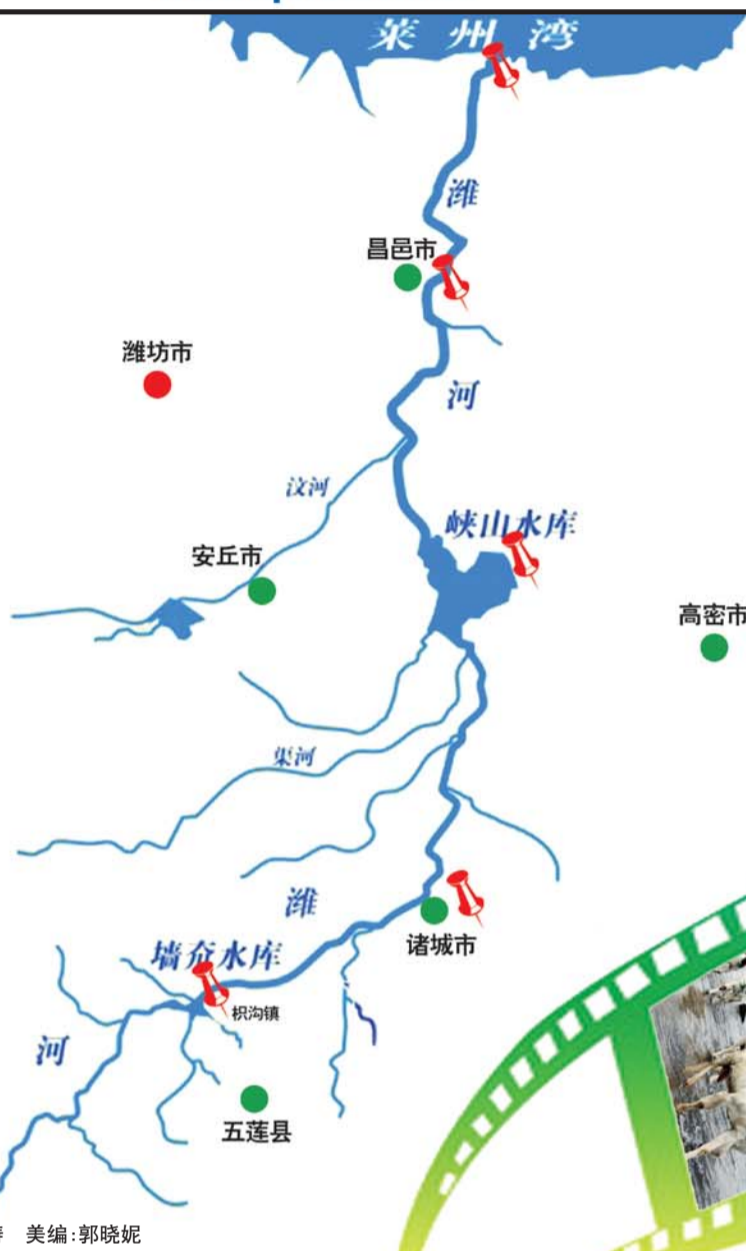 莱州湾
潍
昌邑市
潍坊市
河
汶河
峡山水库
安丘市
高密市
渠河
潍
诸城市
墙夼水库
枳沟镇
河
五莲县
美编:郭晓妮